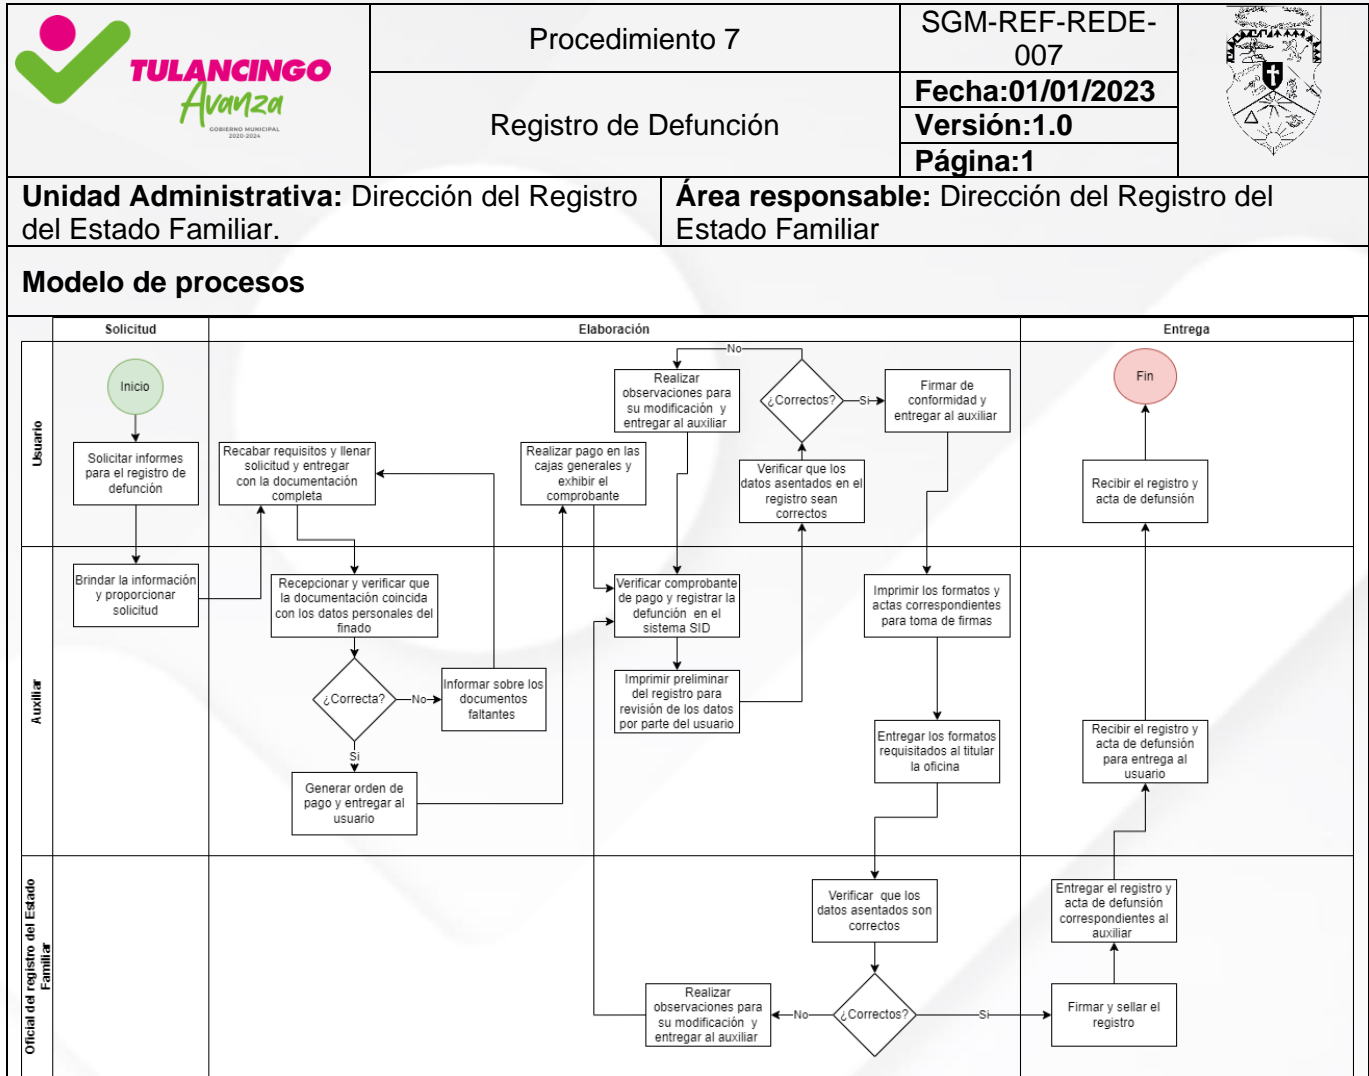 TULANCINGO
Avanza
GOBIERNO MUNICIPAL
2020-2024
Procedimiento 7
Registro de Defunción
SGM-REF-REDE-
007
Fecha:01/01/2023
Versión:1.0
Página:1
Unidad Administrativa: Dirección del Registro
del Estado Familiar.
Área responsable: Dirección del Registro del
Estado Familiar
Modelo de procesos
Solicitud
Elaboración
Entrega
Usuario
Inicio
Solicitar informes
para el registro de
defunción
Recabar requisitos y llenar
solicitud y entregar
con la documentación
completa
Realizar pago en las
cajas generales y
exhibir el
comprobante
No
Realizar
observaciones para
su modificación y
entregar al auxiliar
¿Correctos?
Si
Verificar que los
datos asentados en el
registro sean
correctos
Firmar de
conformidad y
entregar al auxiliar
Fin
Recibir el registro y
acta de defunsión
Auxiliar
Brindar la información
y proporcionar
solicitud
Recepcionar y verificar que
la documentación coincida
con los datos personales del
finado
¿Correcta?
No
Informar sobre los
documentos
faltantes
Si
Generar orden de
pago y entregar al
usuario
Verificar comprobante
de pago y registrar la
defunción en el
sistema SID
Imprimir preliminar
del registro para
revisión de los datos
por parte del usuario
Imprimir los formatos y
actas correspondientes
para toma de firmas
Entregar los formatos
requisitados al titular
la oficina
Recibir el registro y
acta de defunsión
para entrega al
usuario
Oficial del registro del Estado
Familiar
Verificar que los
datos asentados son
correctos
Realizar
observaciones para
su modificación y
entregar al auxiliar
No
¿Correctos?
Si
Entregar el registro y
acta de defunsión
correspondientes al
auxiliar
Firmar y sellar el
registro